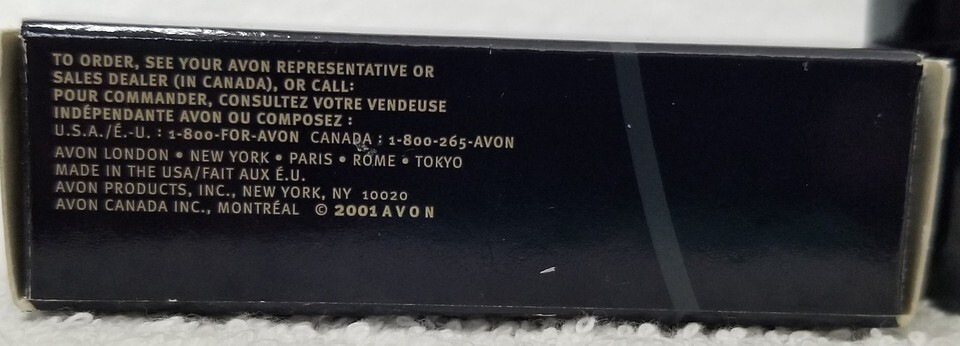 TO ORDER, SEE YOUR AVON REPRESENTATIVE OR
SALES DEALER (IN CANADA), OR CALL:
POUR COMMANDER, CONSULTEZ VOTRE VENDEUSE
INDÉPENDANTE AVON OU COMPOSEZ :
U.S.A./É.-U. : 1-800-FOR-AVON CANADA : 1-800-265-AVON
AVON LONDON • NEW YORK • PARIS • ROME • TOKYO
MADE IN THE USA/FAIT AUX É.U.
AVON PRODUCTS, INC., NEW YORK, NY 10020
AVON CANADA INC., MONTRÉAL © 2001 AVON